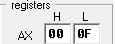 registers
H L
AX 00 0F